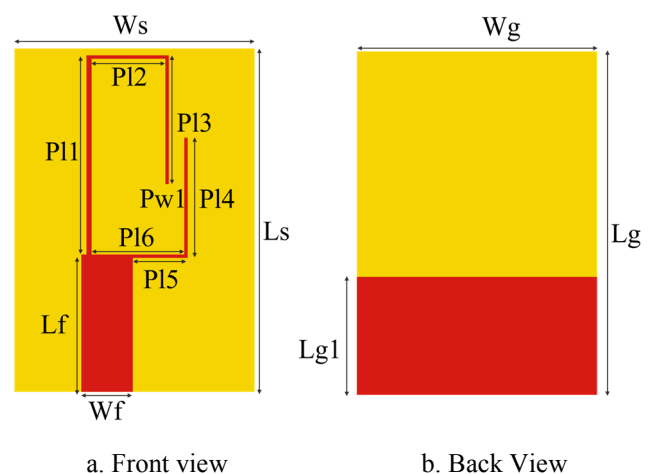 Ws
Wg
Pl2
Pl1
Pl3
Pw1
Pl4
Ls
Lg
Pl6
Pl5
Lf
Lg1
Wf
a. Front view
b. Back View